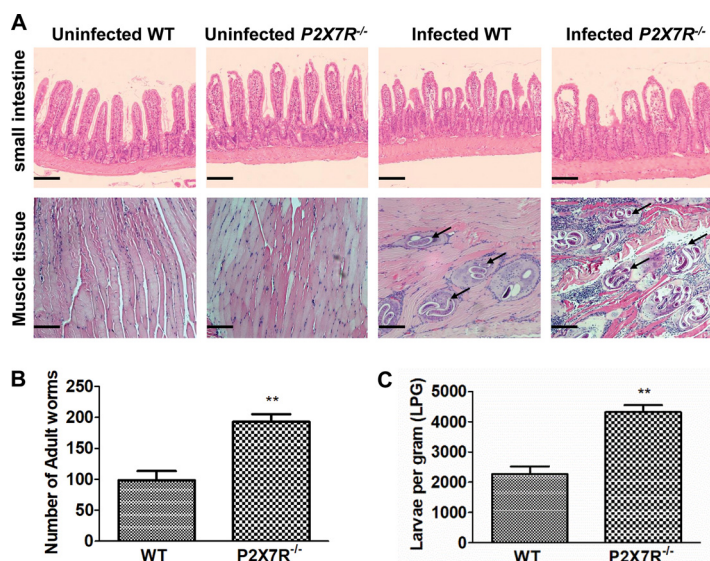 A
Uninfected WT Uninfected P2X7R-/- Infected WT Infected P2X7R-/-
small intestine
Muscle tissue
B
Number of Adult worms
250
200
150
100
50
0
**
WT P2X7R-/-
C
Larvae per gram (LPG)
5000
4000
3000
2000
1000
0
**
WT P2X7R-/-